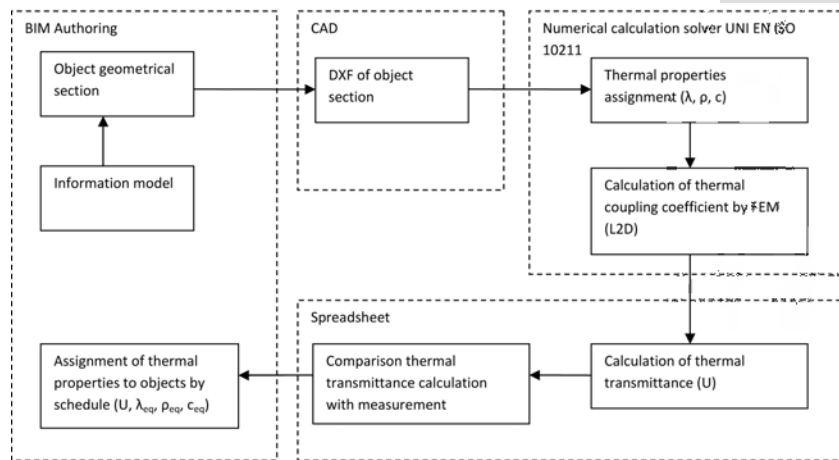 BIM Authoring
Object geometrical
section
Information model
Assignment of thermal
properties to objects by
schedule (U, λeq, ρeq, ceq)
CAD
DXF of object
section
Numerical calculation solver UNI EN ISO
10211
Thermal properties
assignment (λ, ρ, c)
Calculation of thermal
coupling coefficient by FEM
(L2D)
Spreadsheet
Comparison thermal
transmittance calculation
with measurement
Calculation of thermal
transmittance (U)